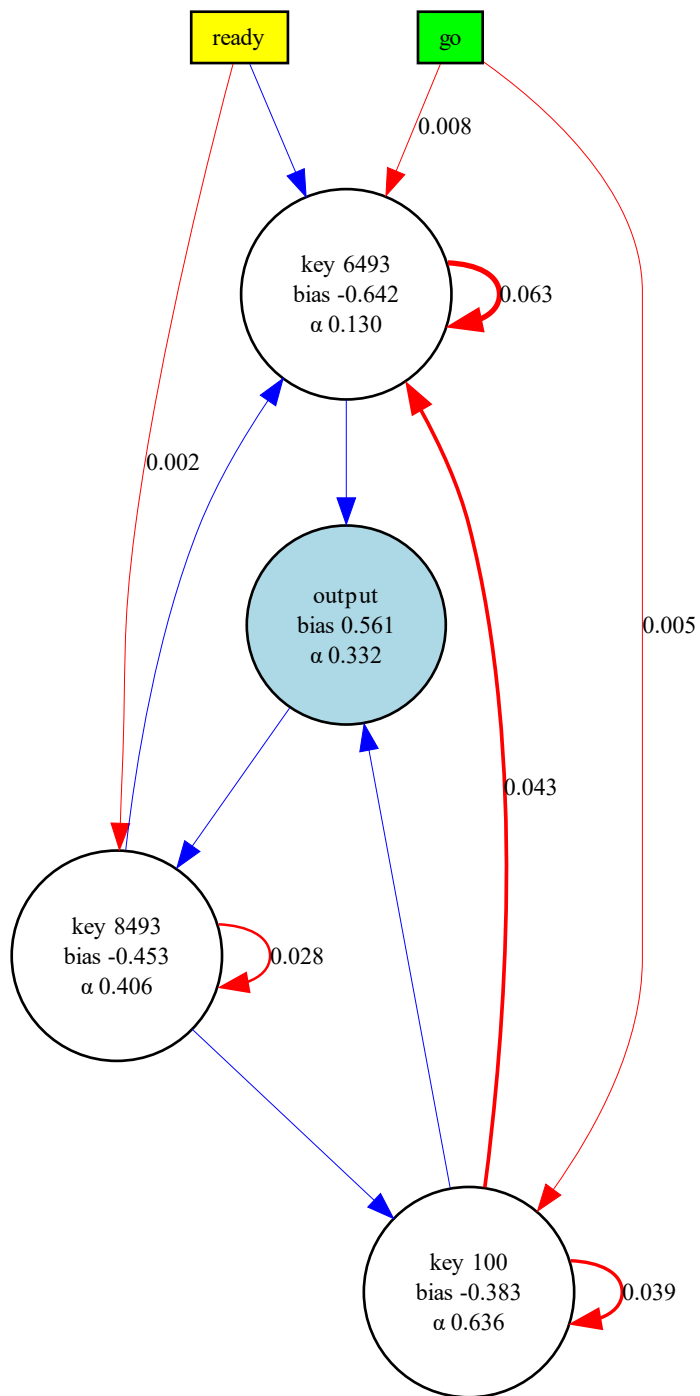 ready
go
0.008
key 6493
bias -0.642
α 0.130
0.063
0.002
output
bias 0.561
α 0.332
0.005
0.043
key 8493
bias -0.453
α 0.406
0.028
key 100
bias -0.383
α 0.636
0.039